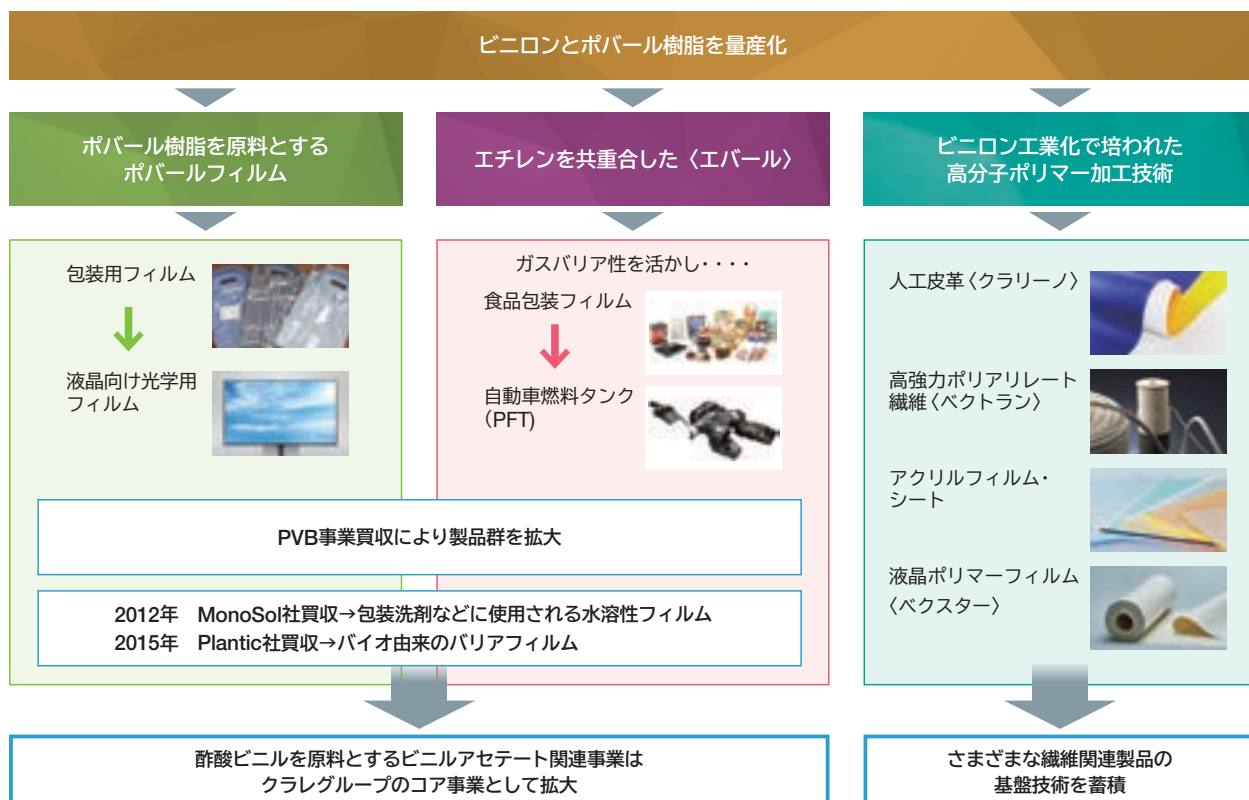 ビニロンとポバール樹脂を量産化
ポバール樹脂を原料とする
ポバールフィルム
エチレンを共重合した〈エバール〉
ビニロン工業化で培われた
高分子ポリマー加工技術
包装用フィルム
液晶向け光学用
フィルム
ガスバリア性を活かし・・・・
食品包装フィルム
自動車燃料タンク
(PFT)
人工皮革〈クラリーノ〉
高強力ポリアリレート
繊維〈ベクトラン〉
アクリルフィルム・
シート
液晶ポリマーフィルム
〈ベクスター〉
PVB事業買収により製品群を拡大
2012年 MonoSol社買収→包装洗剤などに使用される水溶性フィルム
2015年 Plantic社買収→バイオ由来のバリアフィルム
酢酸ビニルを原料とするビニルアセテート関連事業は
クラレグループのコア事業として拡大
さまざまな繊維関連製品の
基盤技術を蓄積